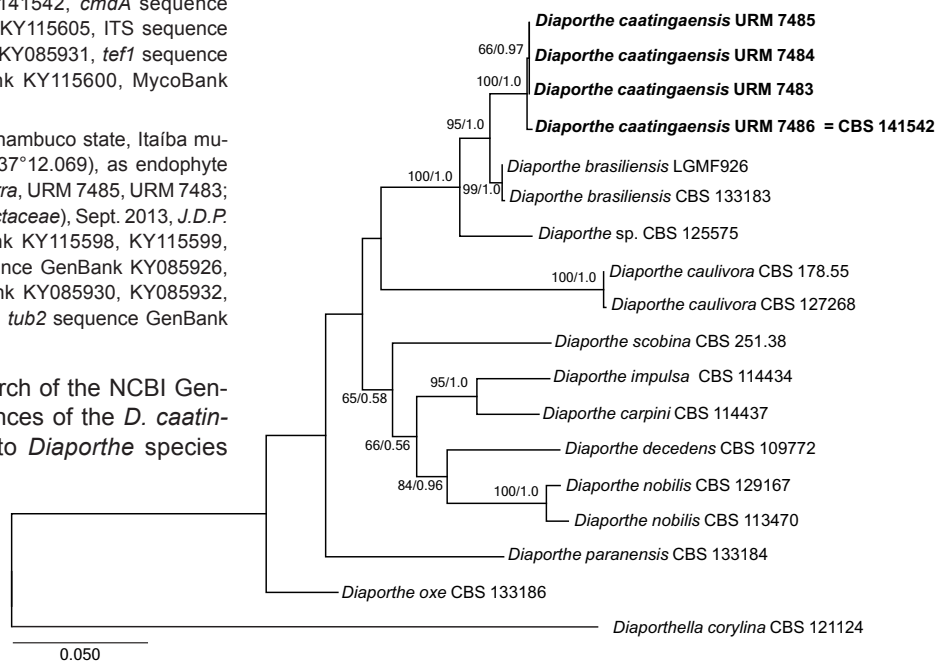 141542, cmdA sequence
KY115605, ITS sequence
KY085931, tef1 sequence
nk KY115600, MycoBank
nambuco state, Itaíba mu-
37°12.069), as endophyte
rra, URM 7485, URM 7483;
ctaceae), Sept. 2013, J.D.P.
nk KY115598, KY115599,
nce GenBank KY085926,
nk KY085930, KY085932,
tub2 sequence GenBank
rch of the NCBI Gen-
nces of the D. caatin-
to Diaporthe species
Diaporthe caatingaensis URM 7485
66/0.97
Diaporthe caatingaensis URM 7484
100/1.0
Diaporthe caatingaensis URM 7483
95/1.0
Diaporthe caatingaensis URM 7486 = CBS 141542
Diaporthe brasiliensis LGMF926
100/1.0
99/1.0
Diaporthe brasiliensis CBS 133183
Diaporthe sp. CBS 125575
100/1.0
Diaporthe caulivora CBS 178.55
Diaporthe caulivora CBS 127268
Diaporthe scobina CBS 251.38
95/1.0
Diaporthe impulsa CBS 114434
65/0.58
Diaporthe carpini CBS 114437
66/0.56
Diaporthe decedens CBS 109772
84/0.96
100/1.0
Diaporthe nobilis CBS 129167
Diaporthe nobilis CBS 113470
Diaporthe paranensis CBS 133184
Diaporthe oxe CBS 133186
Diaporthella corylina CBS 121124
0.050